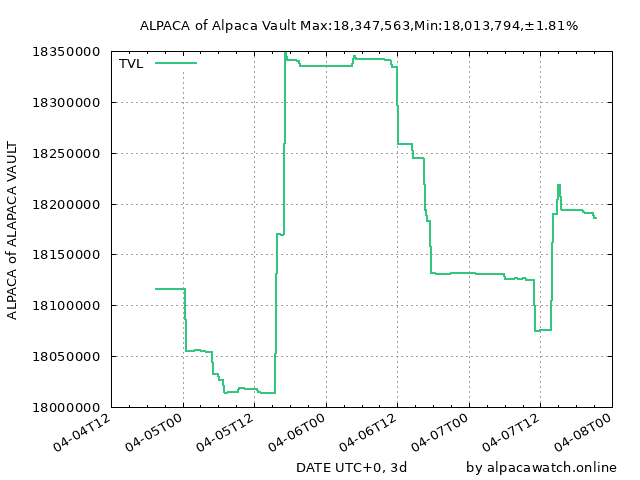 ALPACA of Alpaca Vault Max:18,347,563,Min:18,013,794,±1.81%
TVL
18350000
18300000
18250000
18200000
18150000
18100000
18050000
18000000
ALPACA of ALAPACA VAULT
04-04T12
04-05T00
04-05T12
04-06T00
04-06T12
04-07T00
04-07T12
04-08T00
DATE UTC+0, 3d
by alpacawatch.online